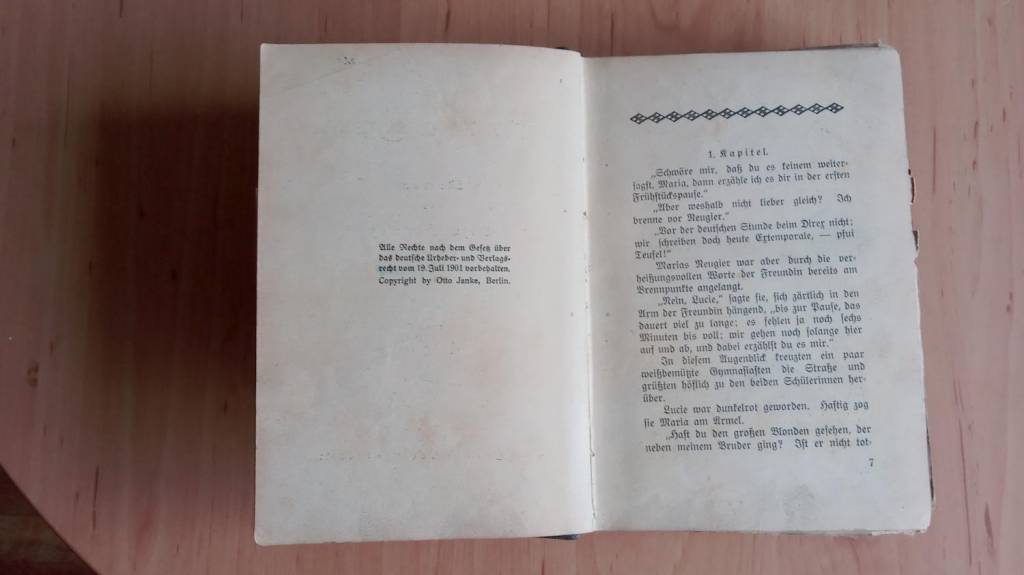 Alle Rechte nach dem Gesetz über
das deutsche Urheber- und Verlags-
recht vom 19. Juli 1901 vorbehalten.
Copyright by Otto Janke, Berlin.
1. Kapitel.
„Schwöre mir, daß du es keinem weiter-
sagst, Maria, dann erzähle ich es dir in der ersten
Frühstückspause.“
„Aber weshalb nicht lieber gleich? Ich
brenne vor Neugier.“
„Vor der deutschen Stunde beim Direx nicht;
wir schreiben doch heute Extemporale, — pfui
Teufel!“
Marias Neugier war aber durch die ver-
heißungsvollen Worte der Freundin bereits am
Brennpunkte angelangt.
„Nein, Lucie,“ sagte sie, sich zärtlich in den
Arm der Freundin hängend, „bis zur Pause, das
dauert viel zu lange; es fehlen ja noch sechs
Minuten bis voll; wir gehen noch solange hier
auf und ab, und dabei erzählst du es mir.“
In diesem Augenblick kreuzten ein paar
weißbemützte Gymnasiasten die Straße und
grüßten höflich zu den beiden Schülerinnen her-
über.
Lucie war dunkelrot geworden. Hastig zog
sie Maria am Ärmel.
„Hast du den großen Blonden gesehen, der
neben meinem Bruder ging? Ist er nicht tot-
7